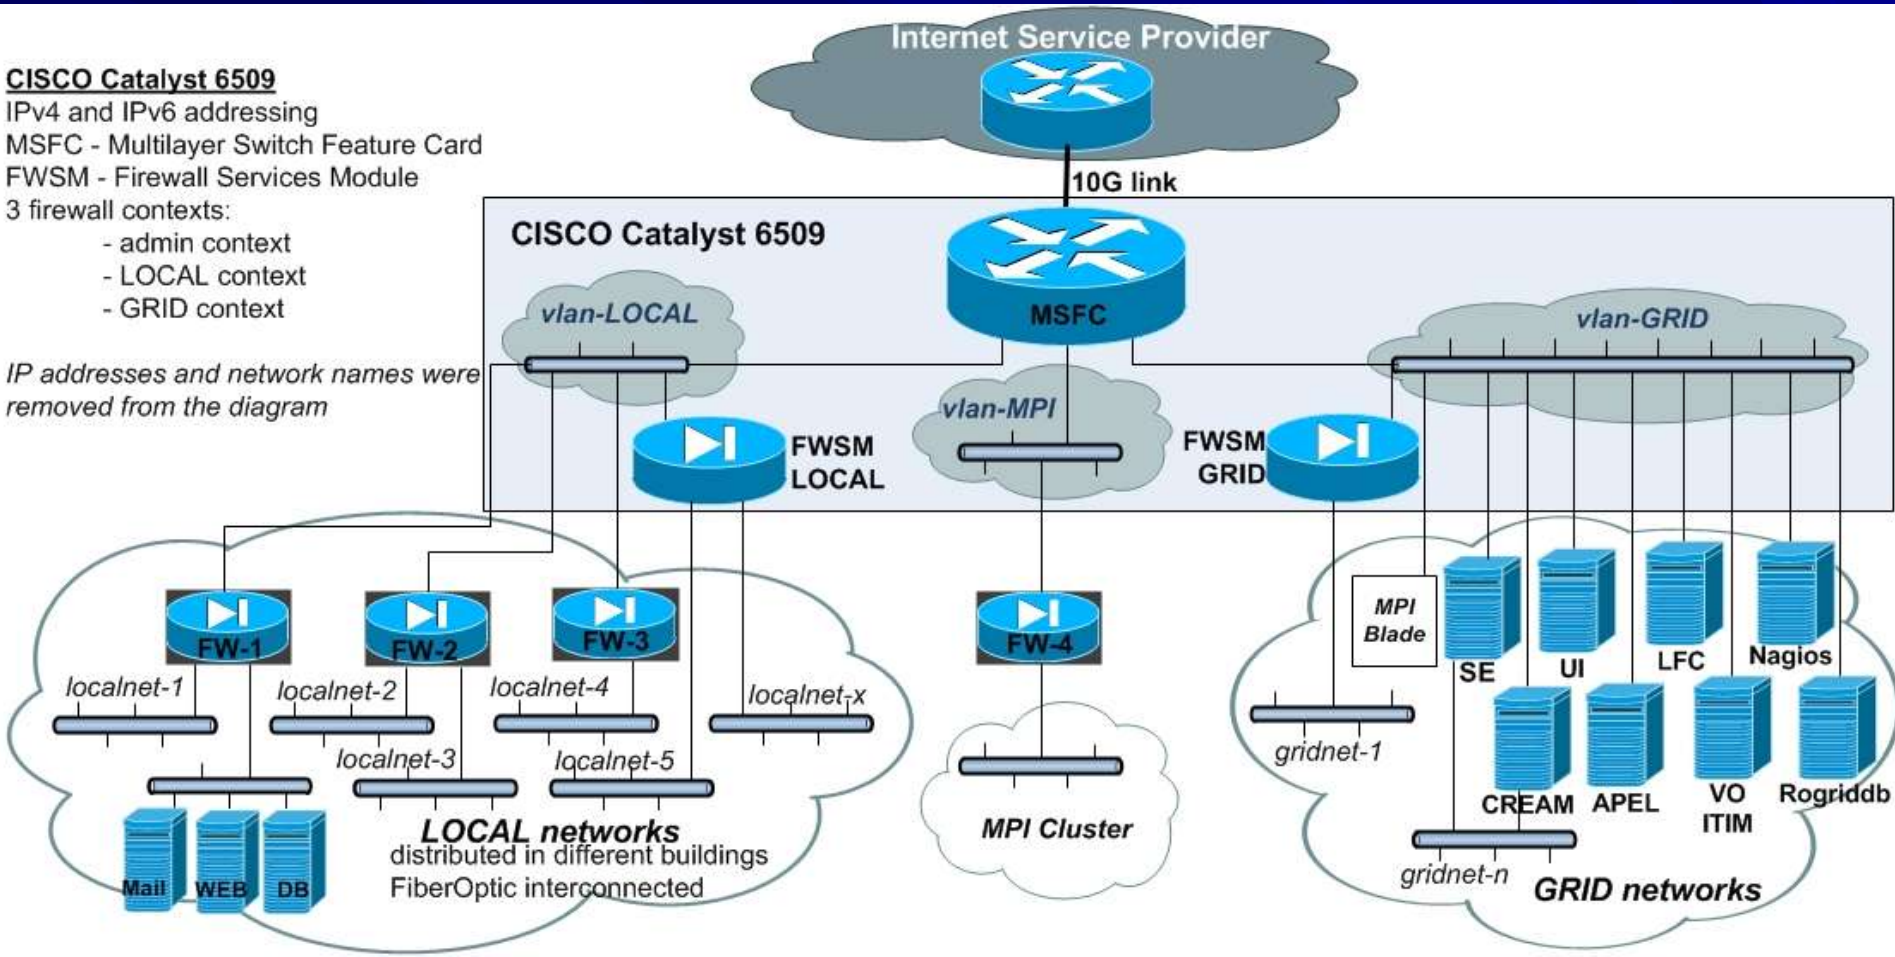 Internet Service Provider
CISCO Catalyst 6509
IPv4 and IPv6 addressing
MSFC - Multilayer Switch Feature Card
FWSM - Firewall Services Module
3 firewall contexts:
- admin context
- LOCAL context
- GRID context
IP addresses and network names were
removed from the diagram
10G link
CISCO Catalyst 6509
MSFC
vlan-LOCAL
vlan-GRID
vlan-MPI
FWSM
LOCAL
FWSM
GRID
FW-1
FW-2
FW-3
FW-4
MPI
Blade
SE
UI
LFC
Nagios
localnet-1
localnet-2
localnet-4
localnet-x
localnet-3
localnet-5
gridnet-1
CREAM
APEL
VO
ITIM
Rogriddb
LOCAL networks
distributed in different buildings
FiberOptic interconnected
Mail
WEB
DB
MPI Cluster
gridnet-n
GRID networks